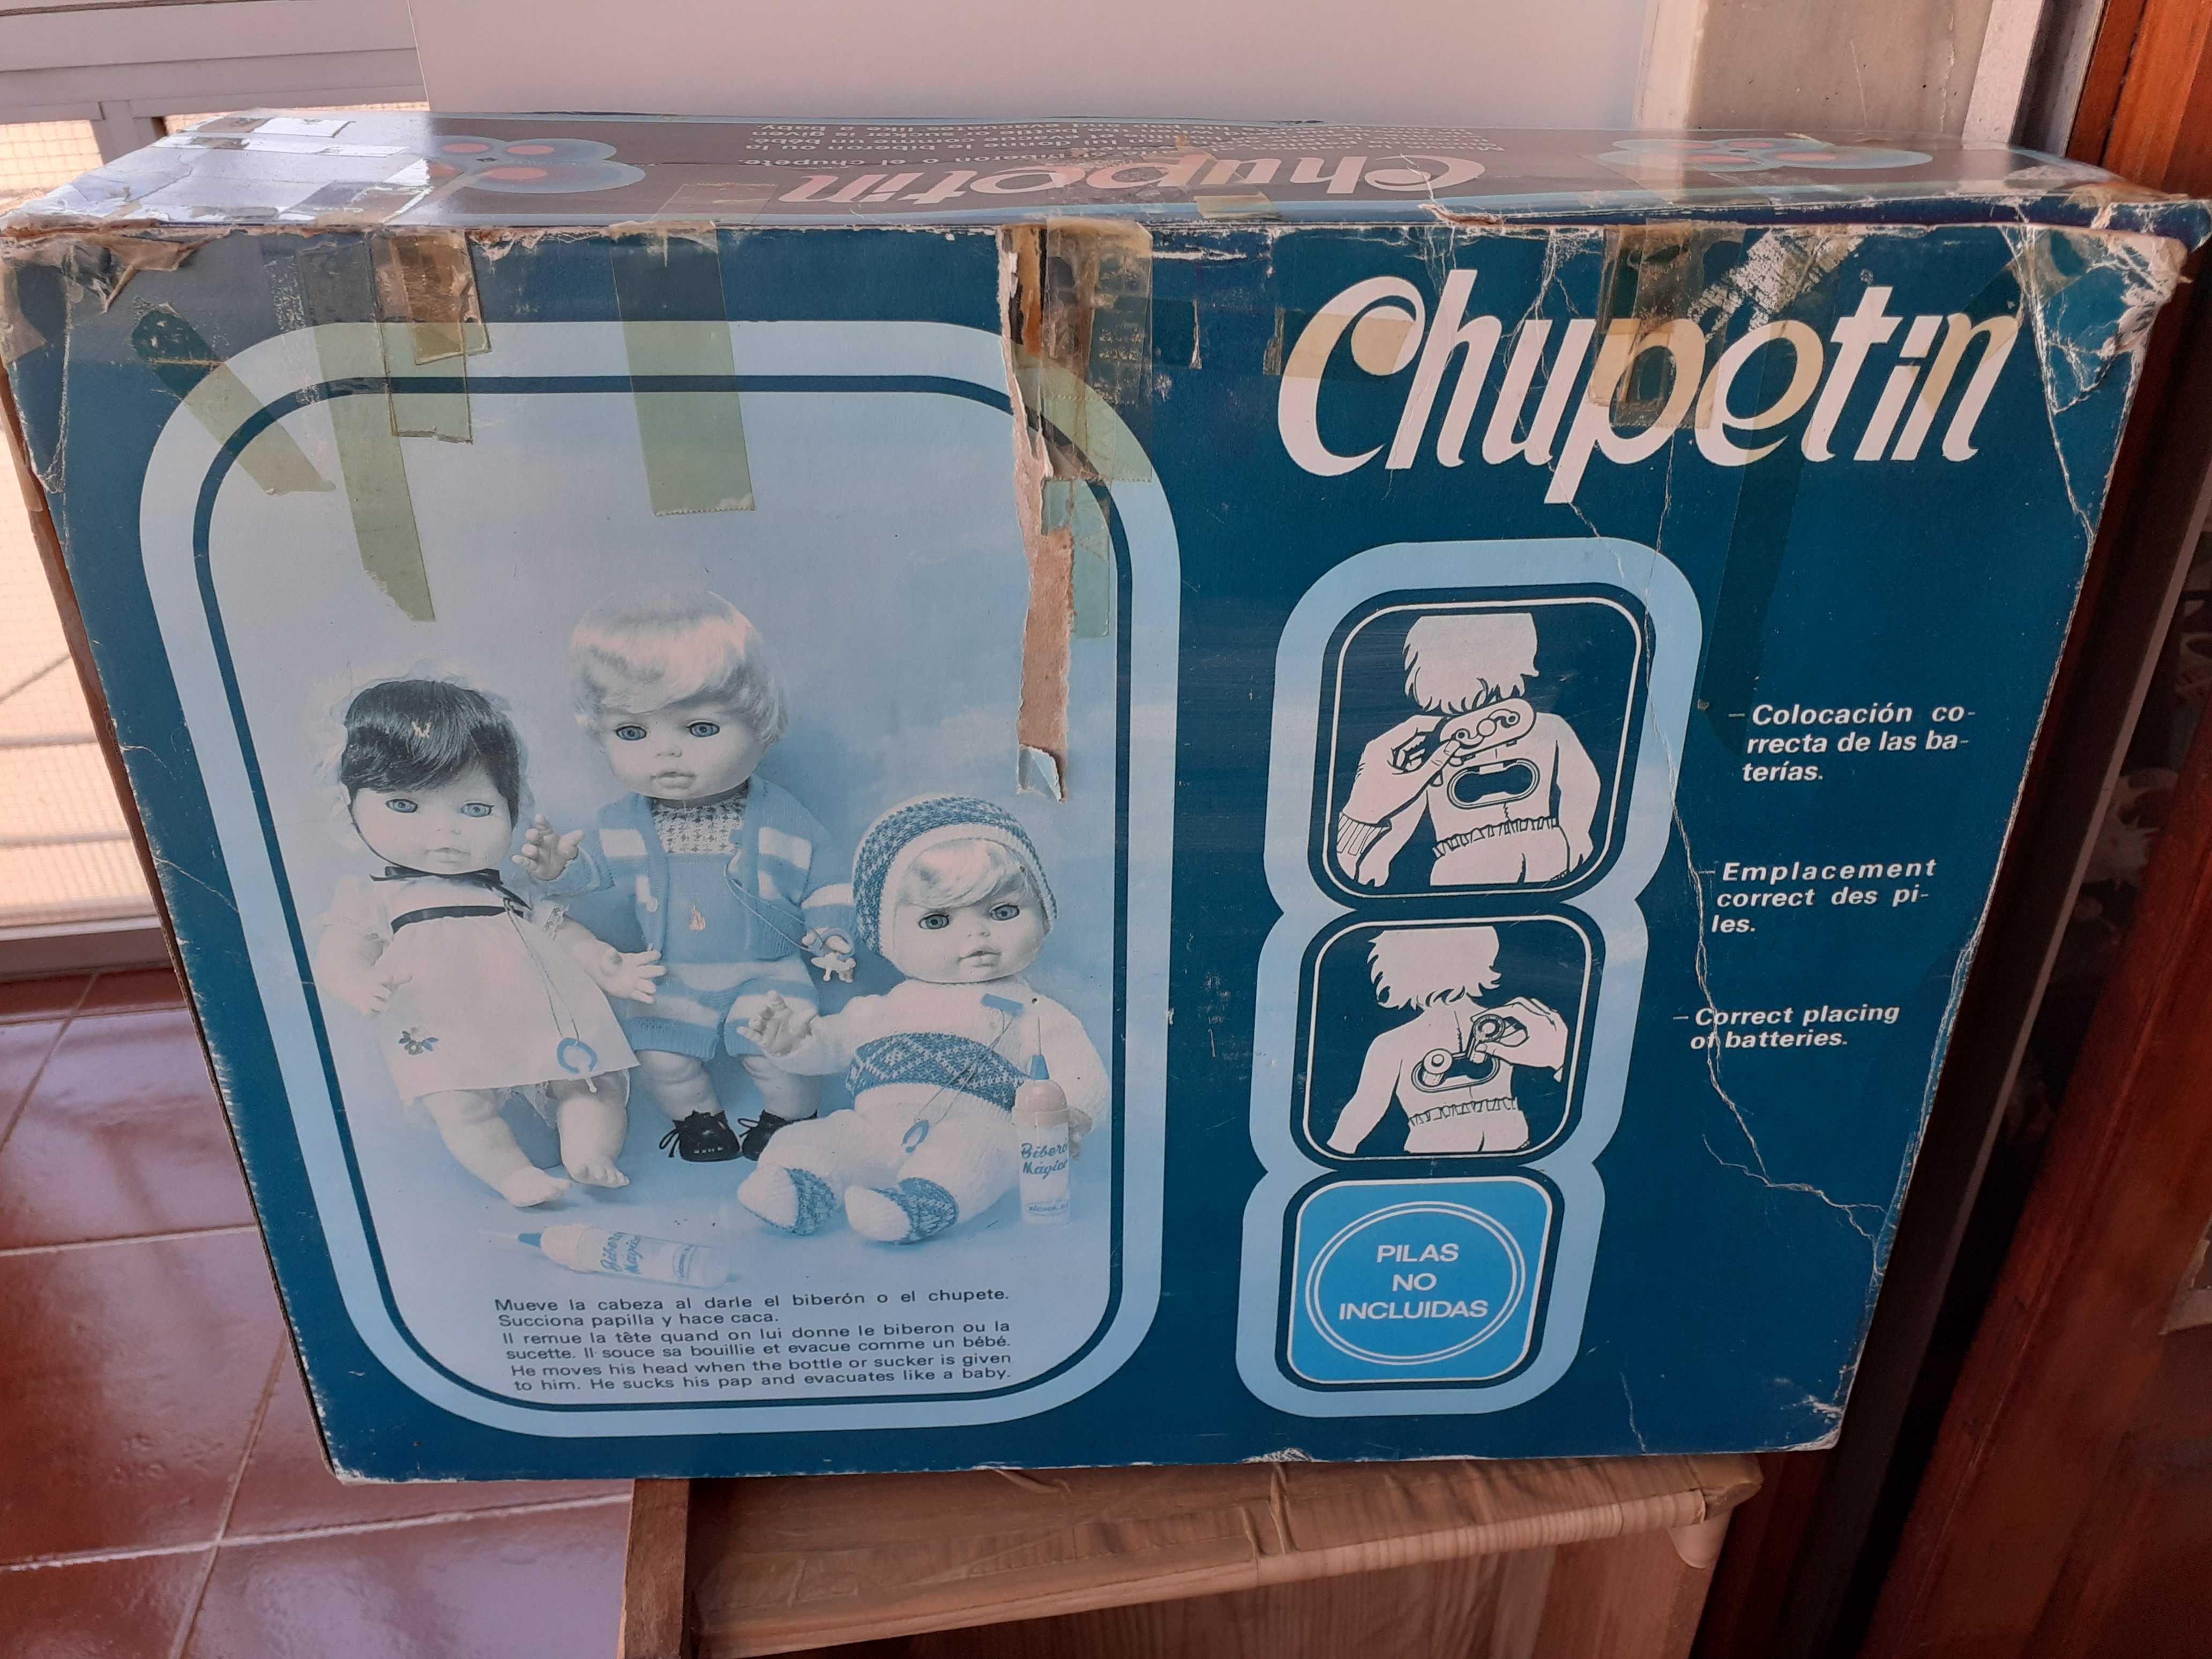 Chupetin
Chupetin
Mueve la cabeza al darle el biberón o el chupete.
Succiona papilla y hace caca.
Il remue la tête quand on lui donne le biberon ou la
sucette. Il souce sa bouillie et evacue comme un bébé.
He moves his head when the bottle or sucker is given
to him. He sucks his pap and evacuates like a baby.
— Colocación co-
rrecta de las ba-
terías.
— Emplacement
correct des pi-
les.
— Correct placing
of batteries.
PILAS
NO
INCLUIDAS